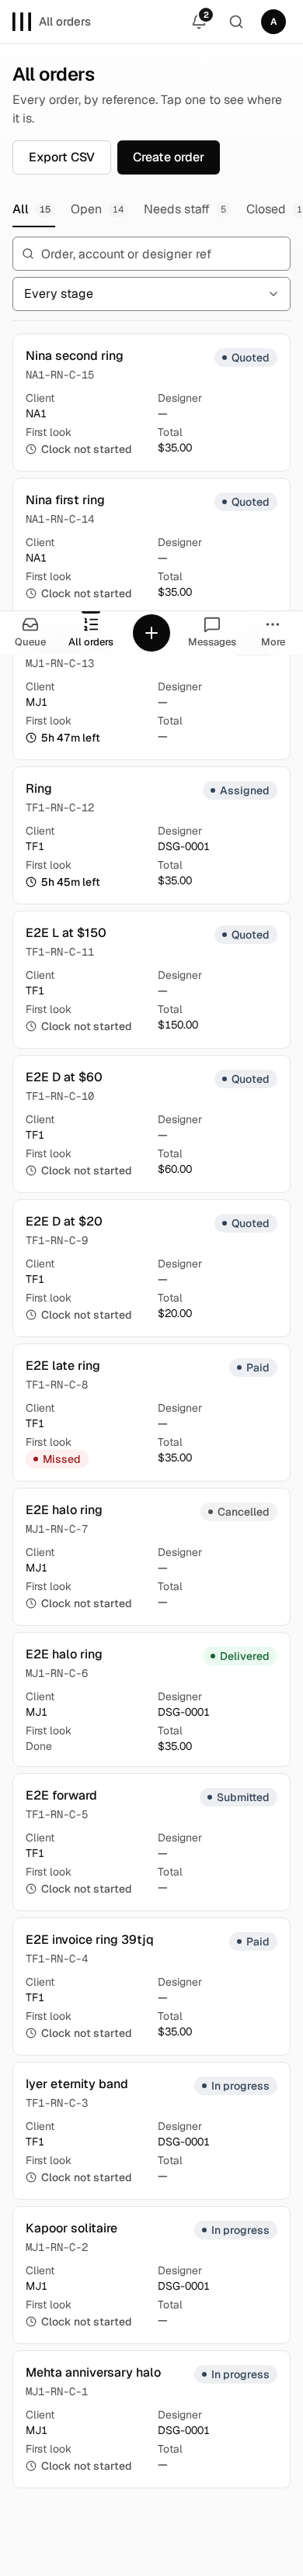 All orders
2
A
All orders
Every order, by reference. Tap one to see where
it is.
Export CSV
Create order
All 15
Open 14
Needs staff 5
Closed 1
Order, account or designer ref
Every stage
Nina second ring
Quoted
NA1-RN-C-15
Client
Designer
NA1
—
First look
Total
Clock not started
$35.00
Nina first ring
Quoted
NA1-RN-C-14
Client
Designer
NA1
—
First look
Total
Clock not started
$35.00
Queue
All orders
Messages
More
MJ1-RN-C-13
Client
Designer
MJ1
—
First look
Total
5h 47m left
—
Ring
Assigned
TF1-RN-C-12
Client
Designer
TF1
DSG-0001
First look
Total
5h 45m left
$35.00
E2E L at $150
Quoted
TF1-RN-C-11
Client
Designer
TF1
—
First look
Total
Clock not started
$150.00
E2E D at $60
Quoted
TF1-RN-C-10
Client
Designer
TF1
—
First look
Total
Clock not started
$60.00
E2E D at $20
Quoted
TF1-RN-C-9
Client
Designer
TF1
—
First look
Total
Clock not started
$20.00
E2E late ring
Paid
TF1-RN-C-8
Client
Designer
TF1
—
First look
Total
Missed
$35.00
E2E halo ring
Cancelled
MJ1-RN-C-7
Client
Designer
MJ1
—
First look
Total
Clock not started
—
E2E halo ring
Delivered
MJ1-RN-C-6
Client
Designer
MJ1
DSG-0001
First look
Total
Done
$35.00
E2E forward
Submitted
TF1-RN-C-5
Client
Designer
TF1
—
First look
Total
Clock not started
—
E2E invoice ring 39tjq
Paid
TF1-RN-C-4
Client
Designer
TF1
—
First look
Total
Clock not started
$35.00
Iyer eternity band
In progress
TF1-RN-C-3
Client
Designer
TF1
DSG-0001
First look
Total
Clock not started
—
Kapoor solitaire
In progress
MJ1-RN-C-2
Client
Designer
MJ1
DSG-0001
First look
Total
Clock not started
—
Mehta anniversary halo
In progress
MJ1-RN-C-1
Client
Designer
MJ1
DSG-0001
First look
Total
Clock not started
—